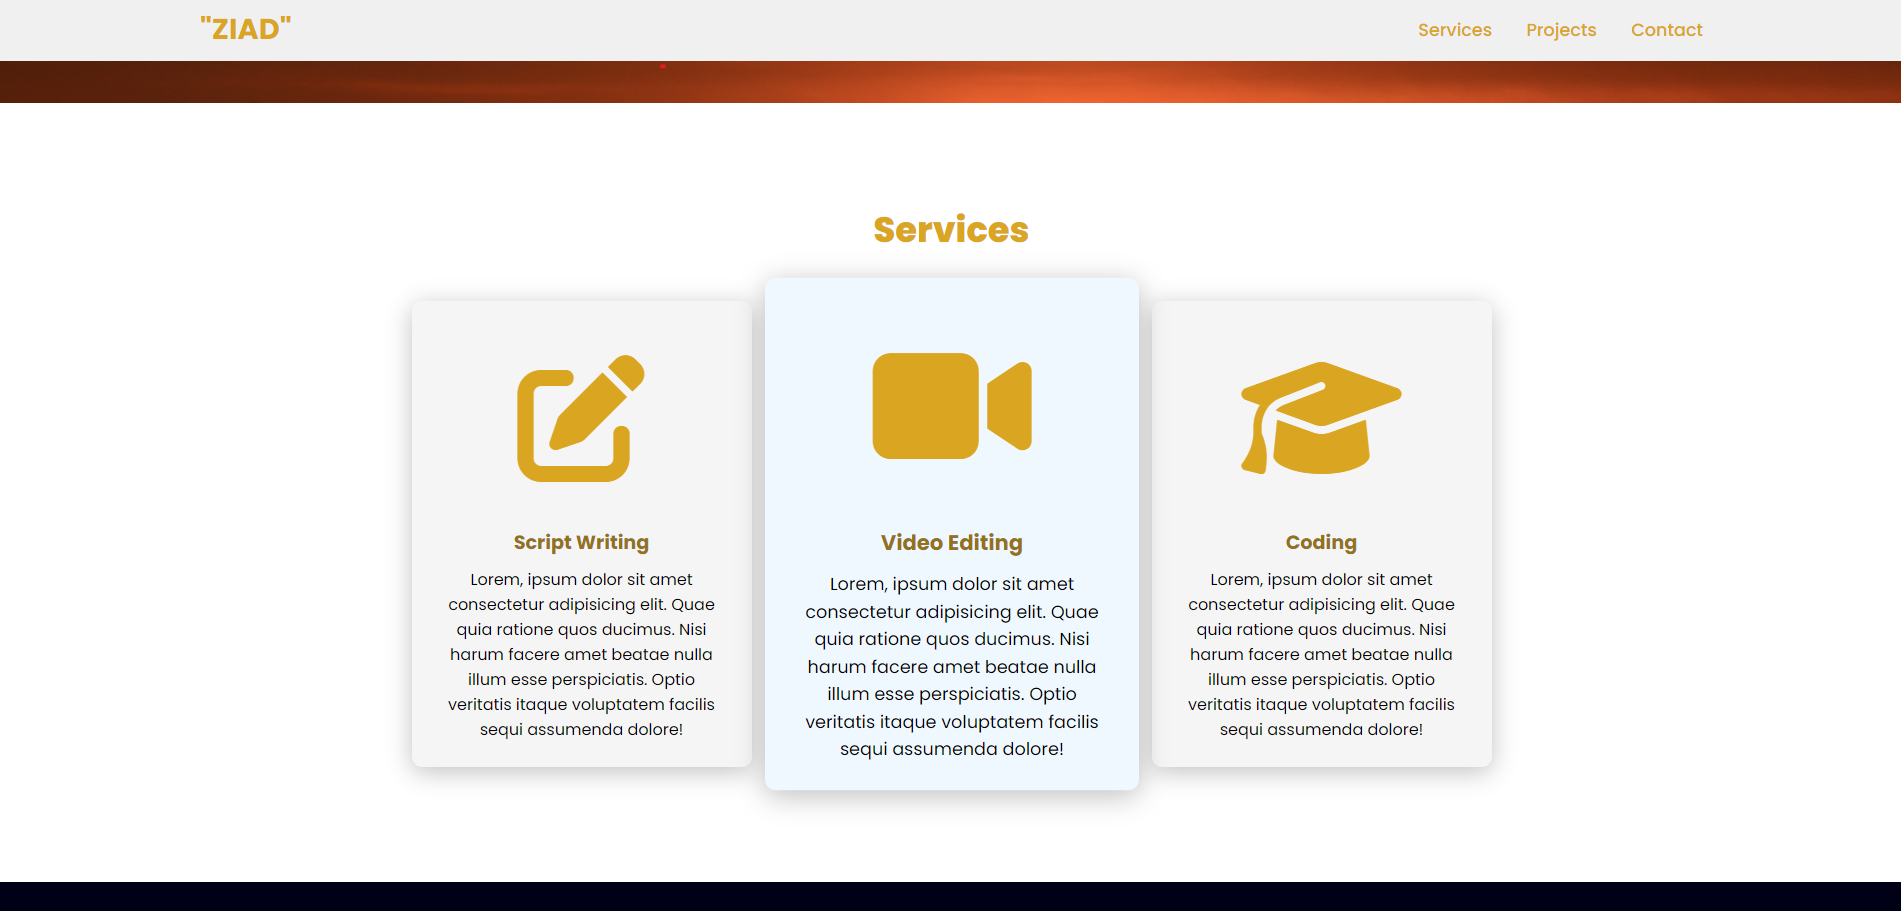 "ZIAD"
Services
Projects
Contact
Services
Script Writing
Lorem, ipsum dolor sit amet
consectetur adipisicing elit. Quae
quia ratione quos ducimus. Nisi
harum facere amet beatae nulla
illum esse perspiciatis. Optio
veritatis itaque voluptatem facilis
sequi assumenda dolore!
Video Editing
Lorem, ipsum dolor sit amet
consectetur adipisicing elit. Quae
quia ratione quos ducimus. Nisi
harum facere amet beatae nulla
illum esse perspiciatis. Optio
veritatis itaque voluptatem facilis
sequi assumenda dolore!
Coding
Lorem, ipsum dolor sit amet
consectetur adipisicing elit. Quae
quia ratione quos ducimus. Nisi
harum facere amet beatae nulla
illum esse perspiciatis. Optio
veritatis itaque voluptatem facilis
sequi assumenda dolore!